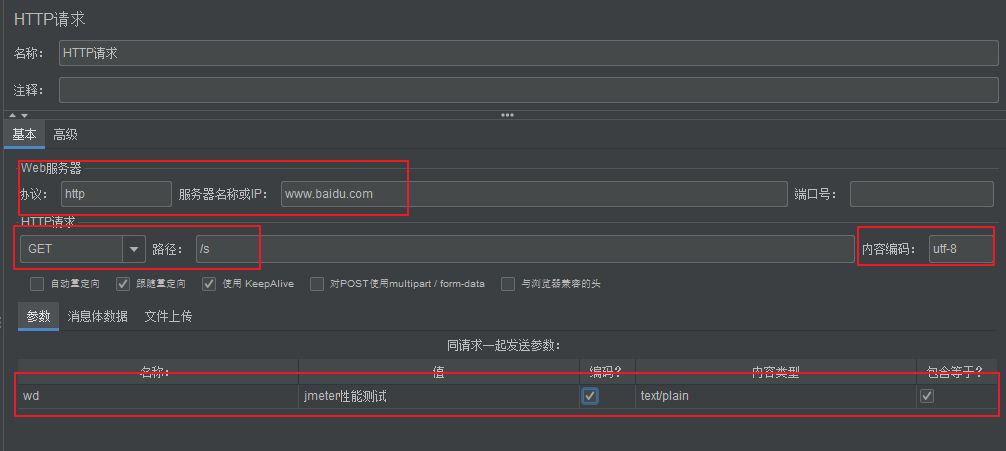 HTTP请求
名称： HTTP请求
注释：
基本 高级
Web服务器
协议： http 服务器名称或IP： www.baidu.com 端口号：
HTTP请求
GET 路径： /s 内容编码： utf-8
自动重定向 跟随重定向 使用 KeepAlive 对POST使用multipart / form-data 与浏览器兼容的头
参数 消息体数据 文件上传
同请求一起发送参数：
名称： 值 编码？ 内容类型 包含等于？
wd jmeter性能测试 text/plain